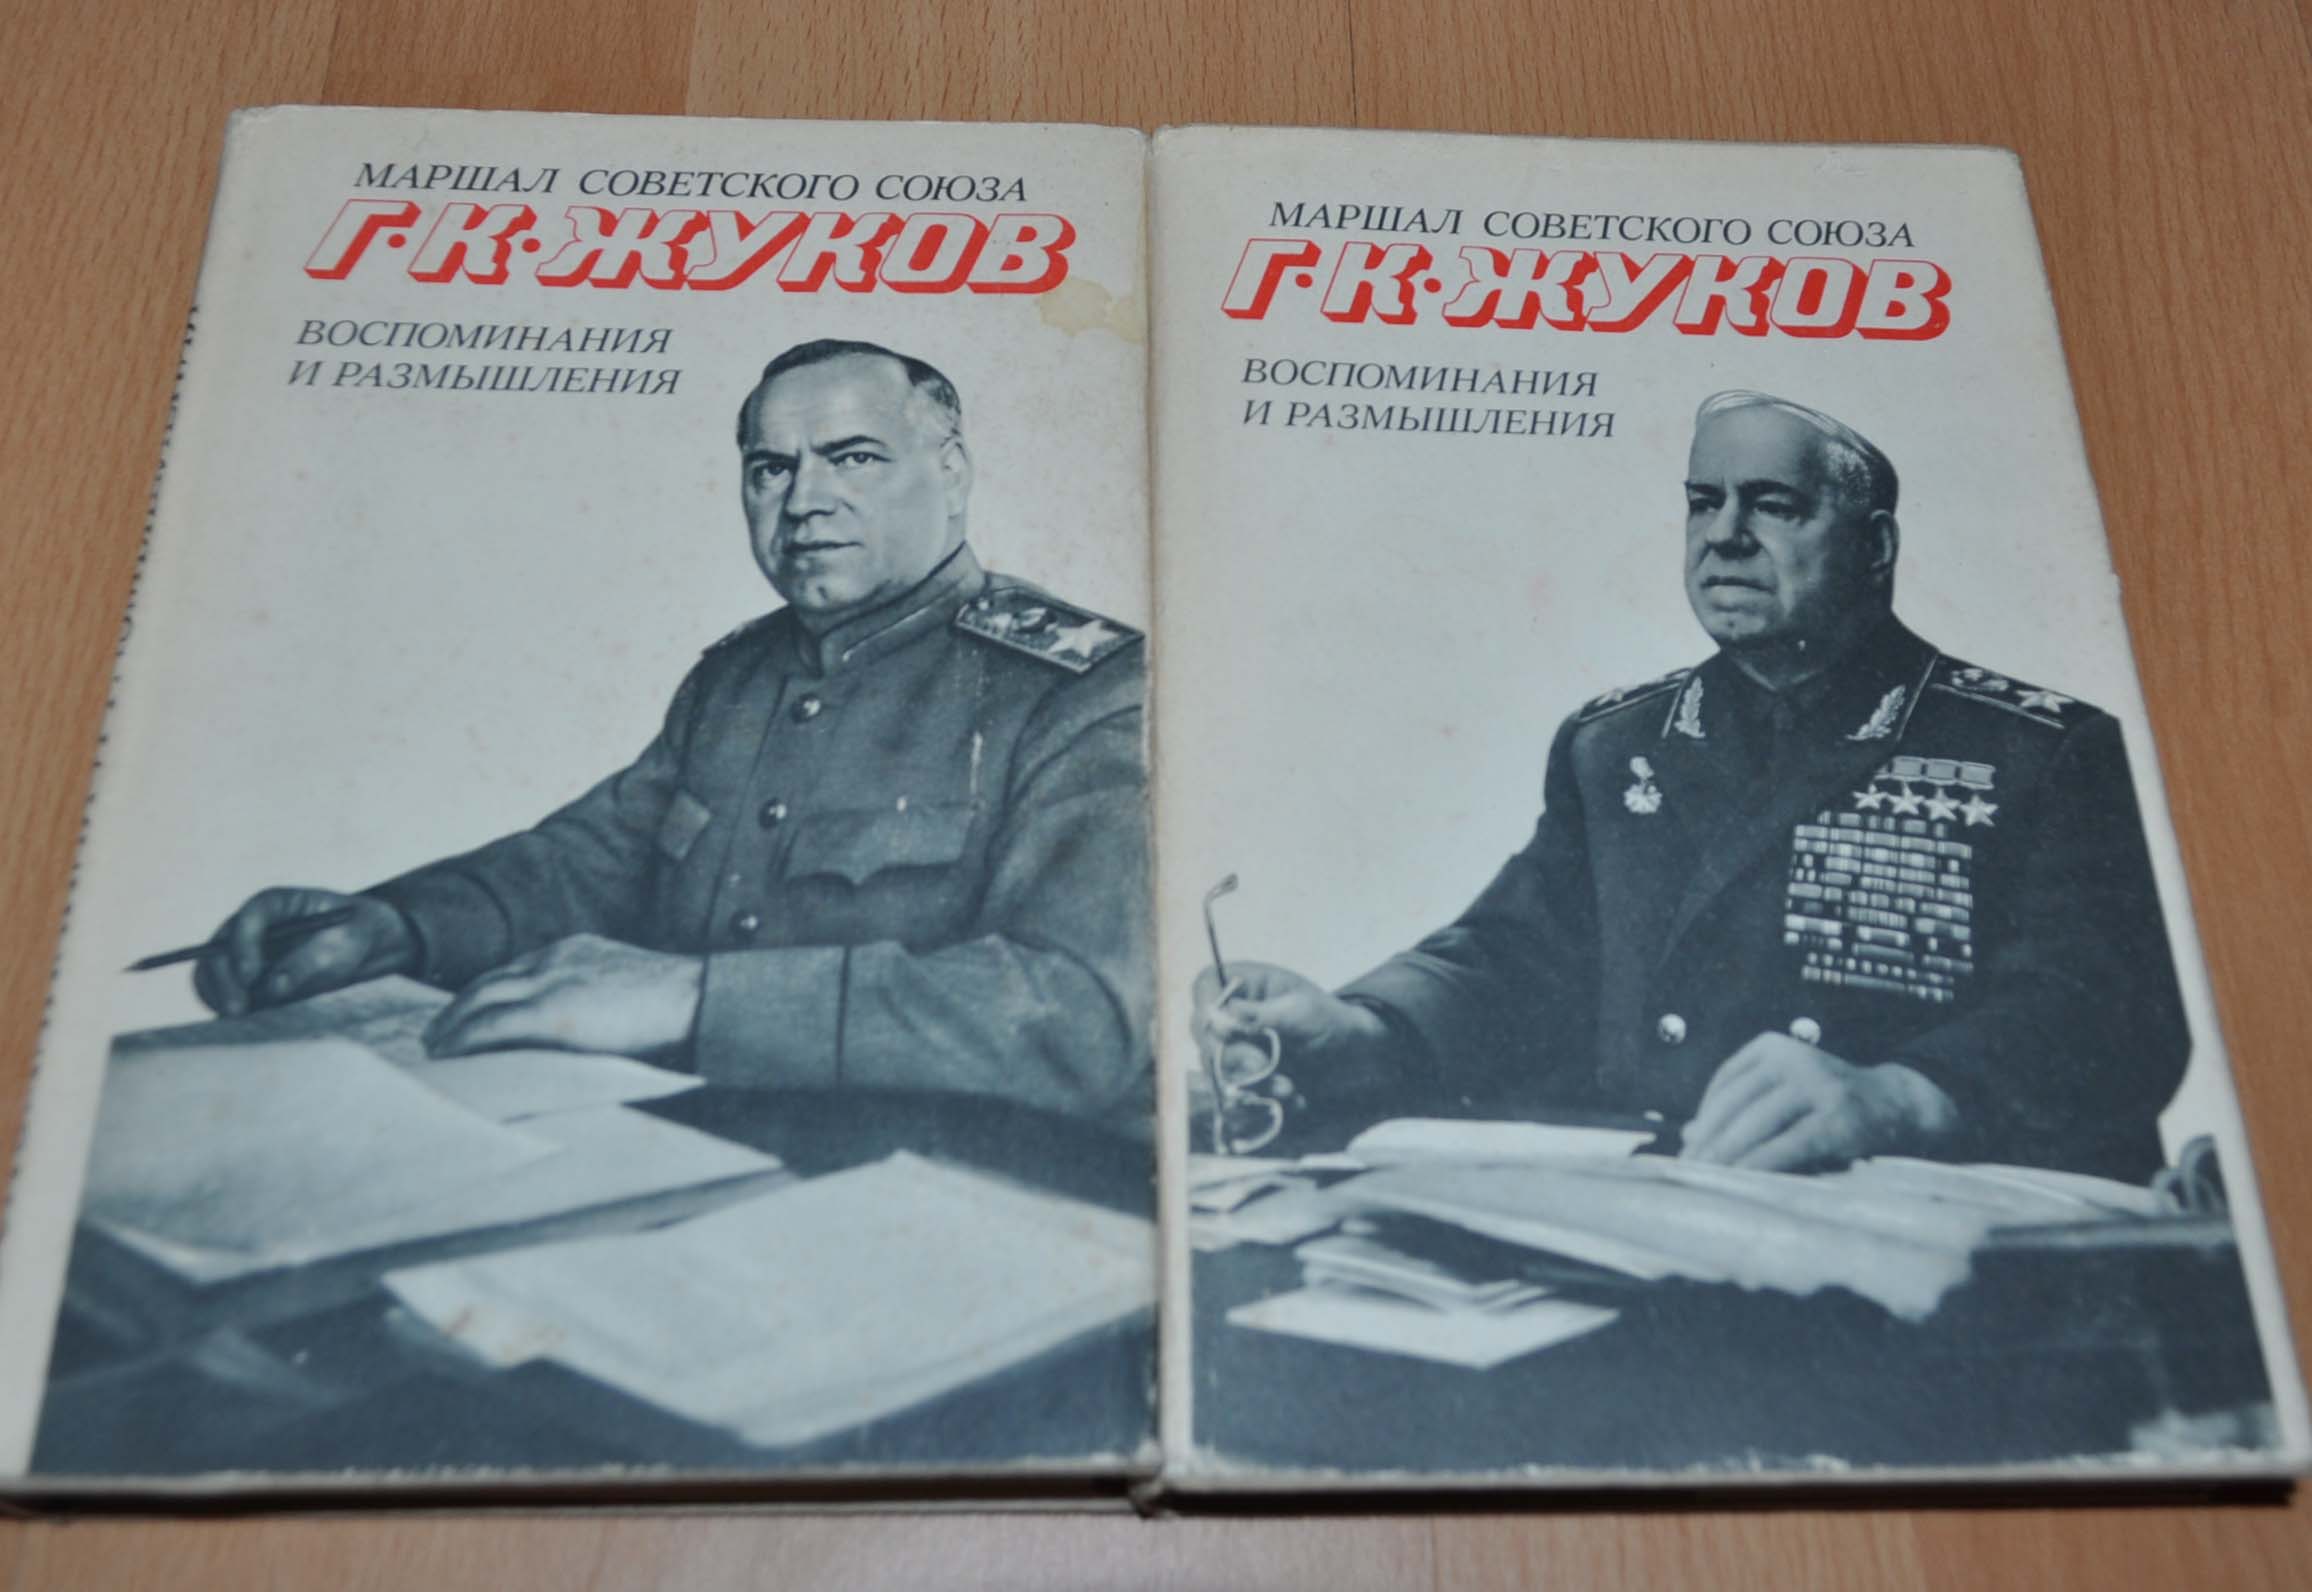 МАРШАЛ СОВЕТСКОГО СОЮЗА
Г·К·ЖУКОВ
ВОСПОМИНАНИЯ
И РАЗМЫШЛЕНИЯ
МАРШАЛ СОВЕТСКОГО СОЮЗА
Г·К·ЖУКОВ
ВОСПОМИНАНИЯ
И РАЗМЫШЛЕНИЯ